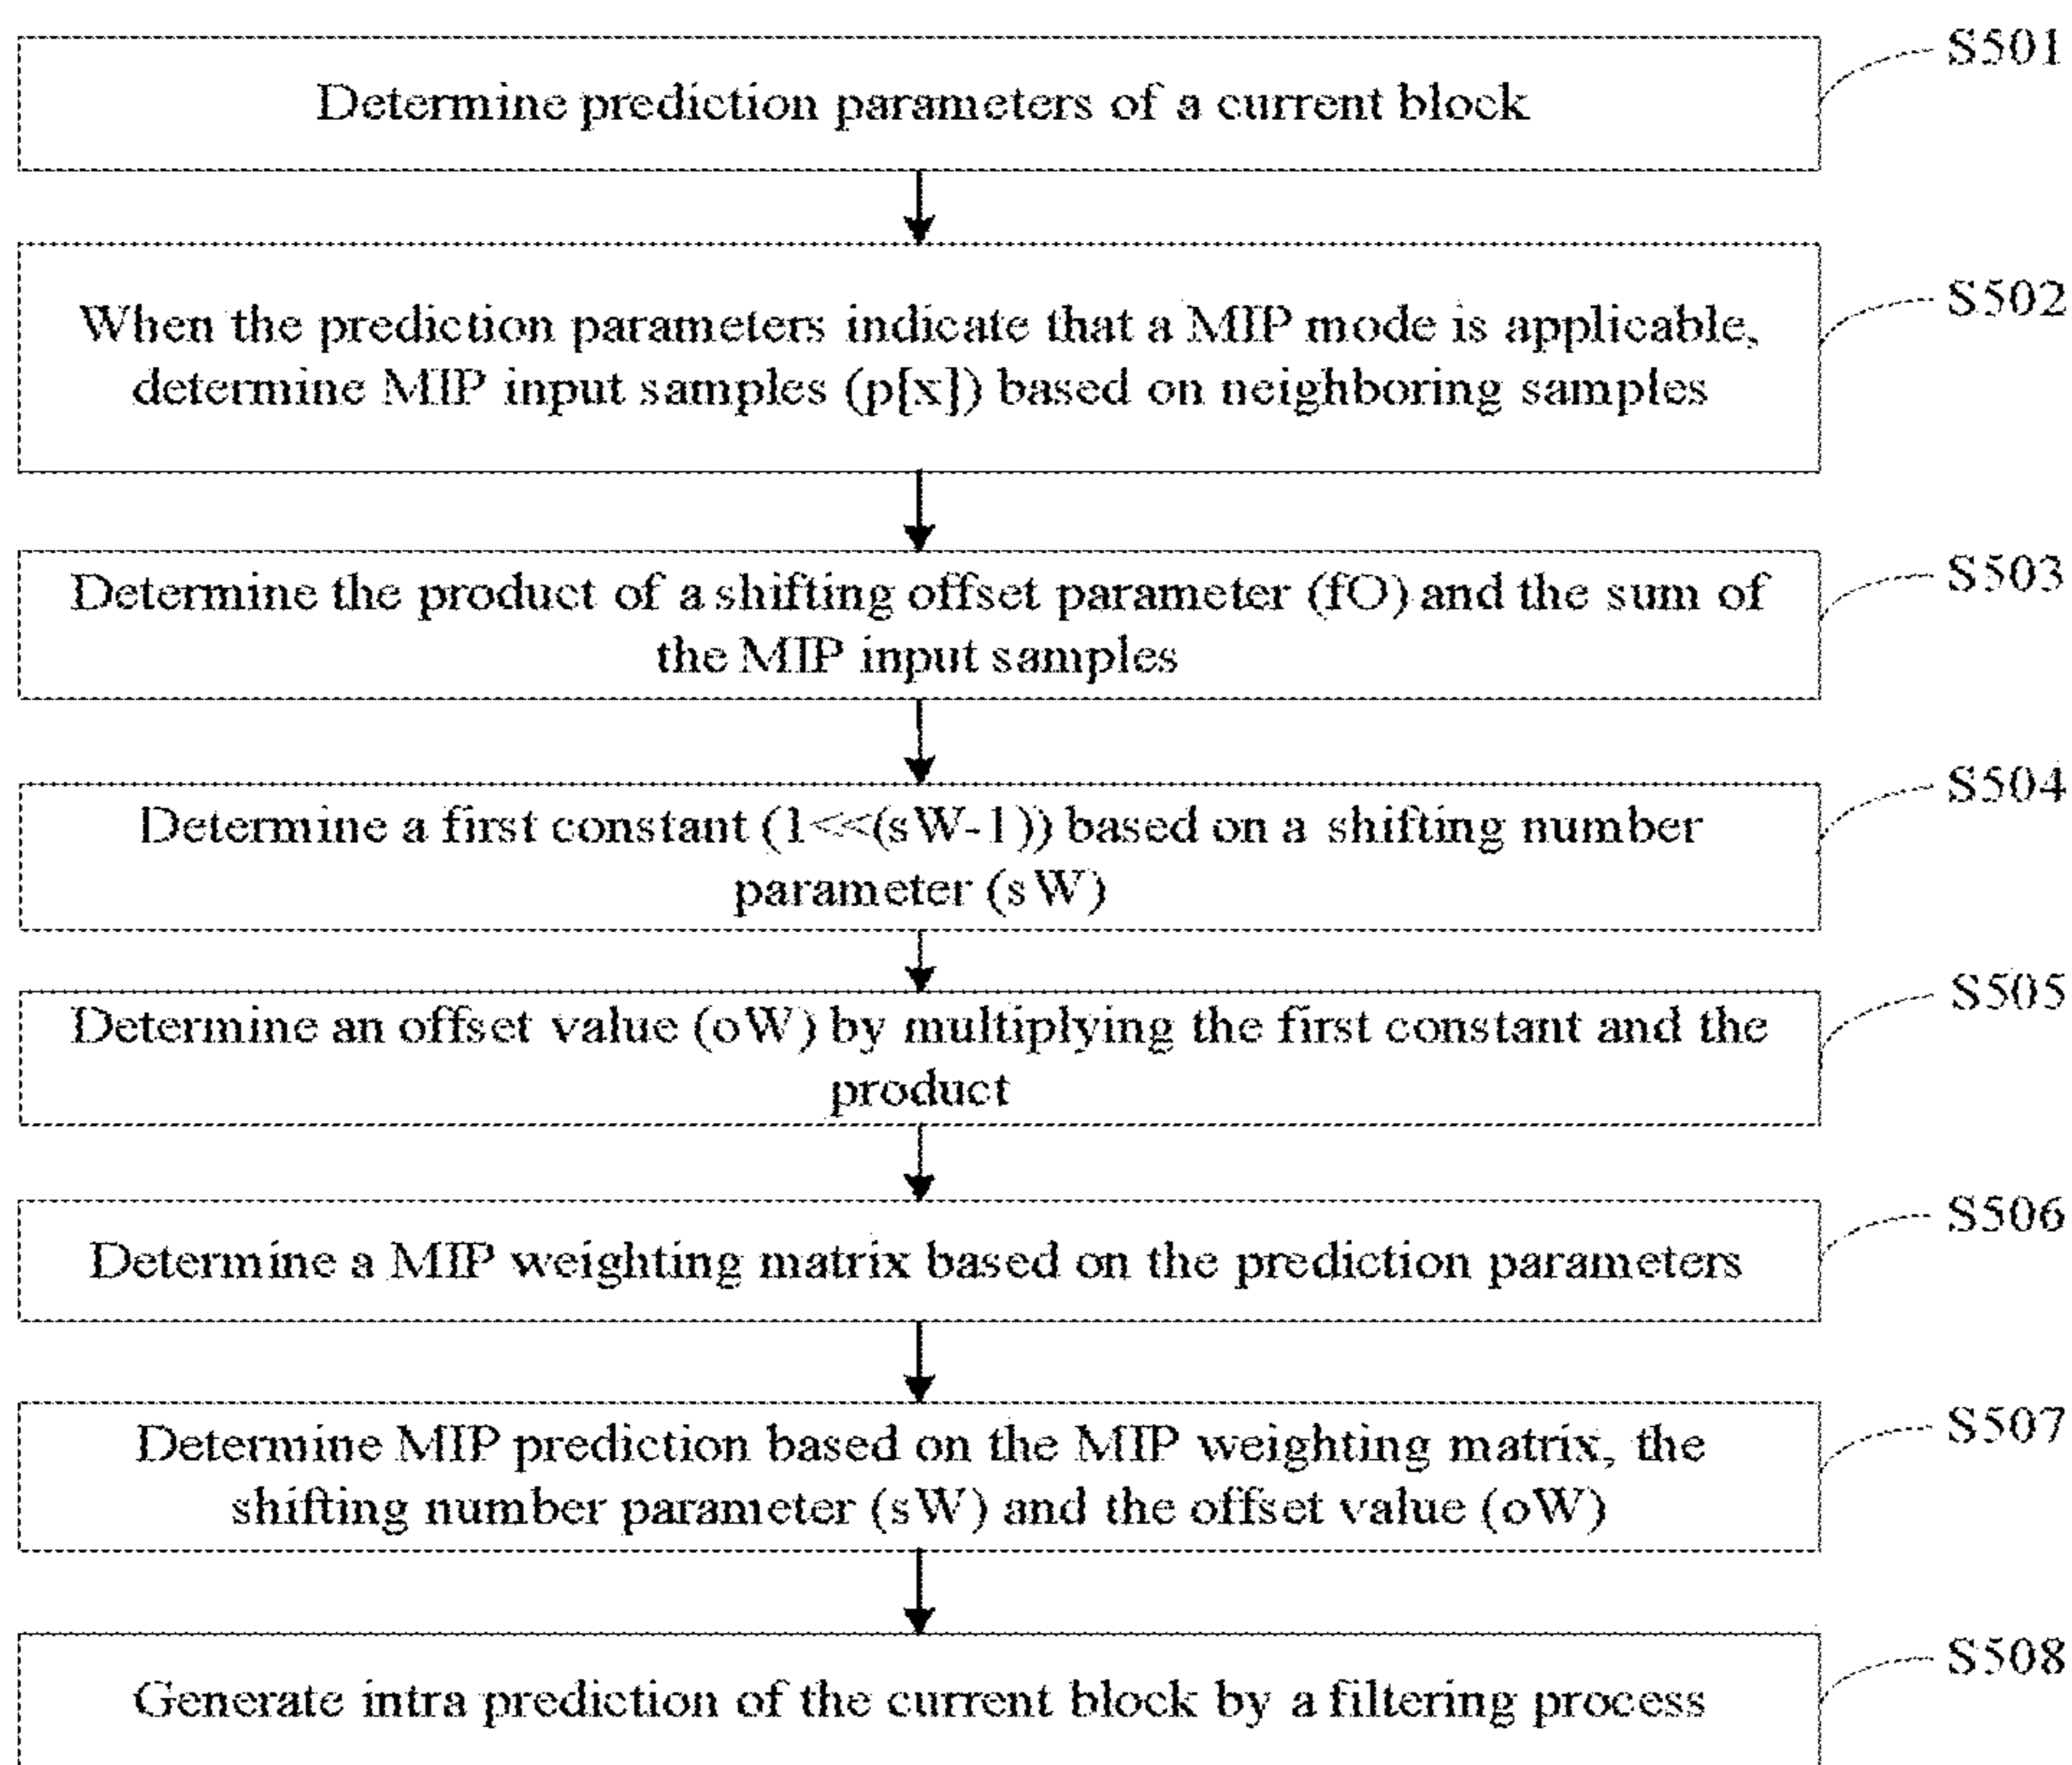 S501
Determine prediction parameters of a current block
S502
When the prediction parameters indicate that a MIP mode is applicable,
determine MIP input samples (p[x]) based on neighboring samples
S503
Determine the product of a shifting offset parameter (fO) and the sum of
the MIP input samples
S504
Determine a first constant (1<<(sW-1)) based on a shifting number
parameter (sW)
S505
Determine an offset value (oW) by multiplying the first constant and the
product
S506
Determine a MIP weighting matrix based on the prediction parameters
S507
Determine MIP prediction based on the MIP weighting matrix, the
shifting number parameter (sW) and the offset value (oW)
S508
Generate intra prediction of the current block by a filtering process